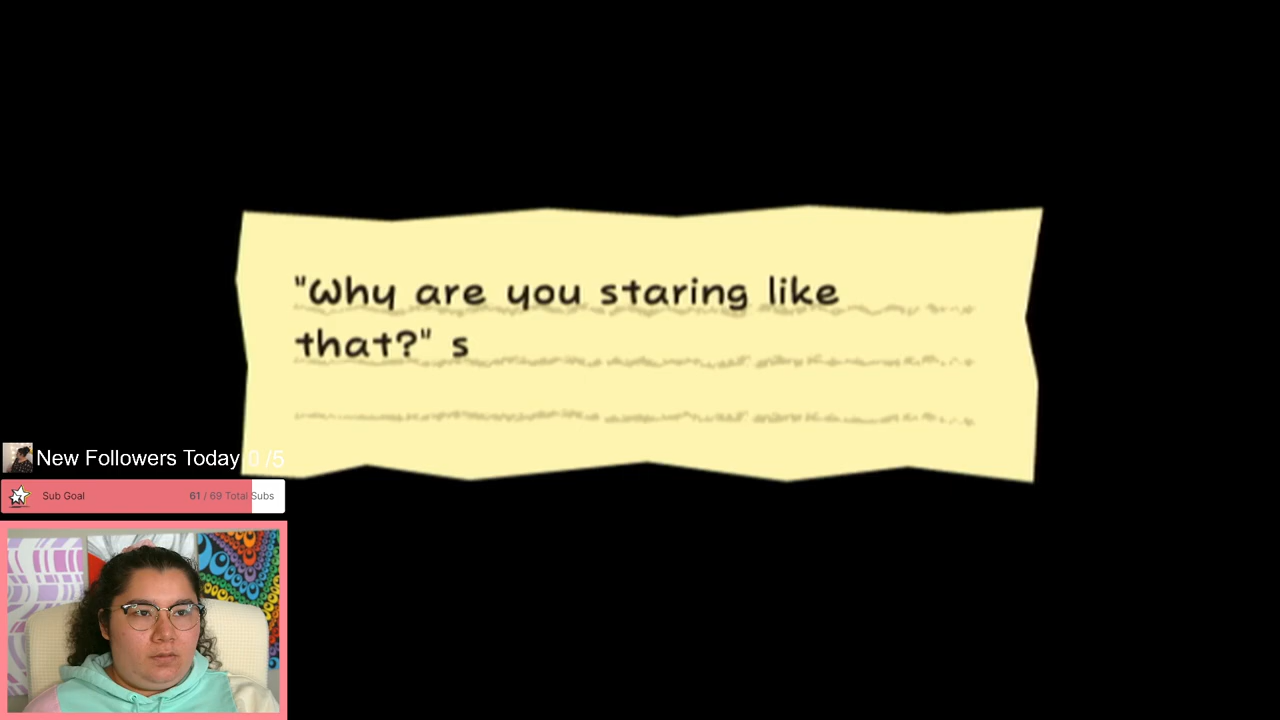 "Why are you staring like
that?" s
New Followers Today 0/5
Sub Goal
61 / 69 Total Subs